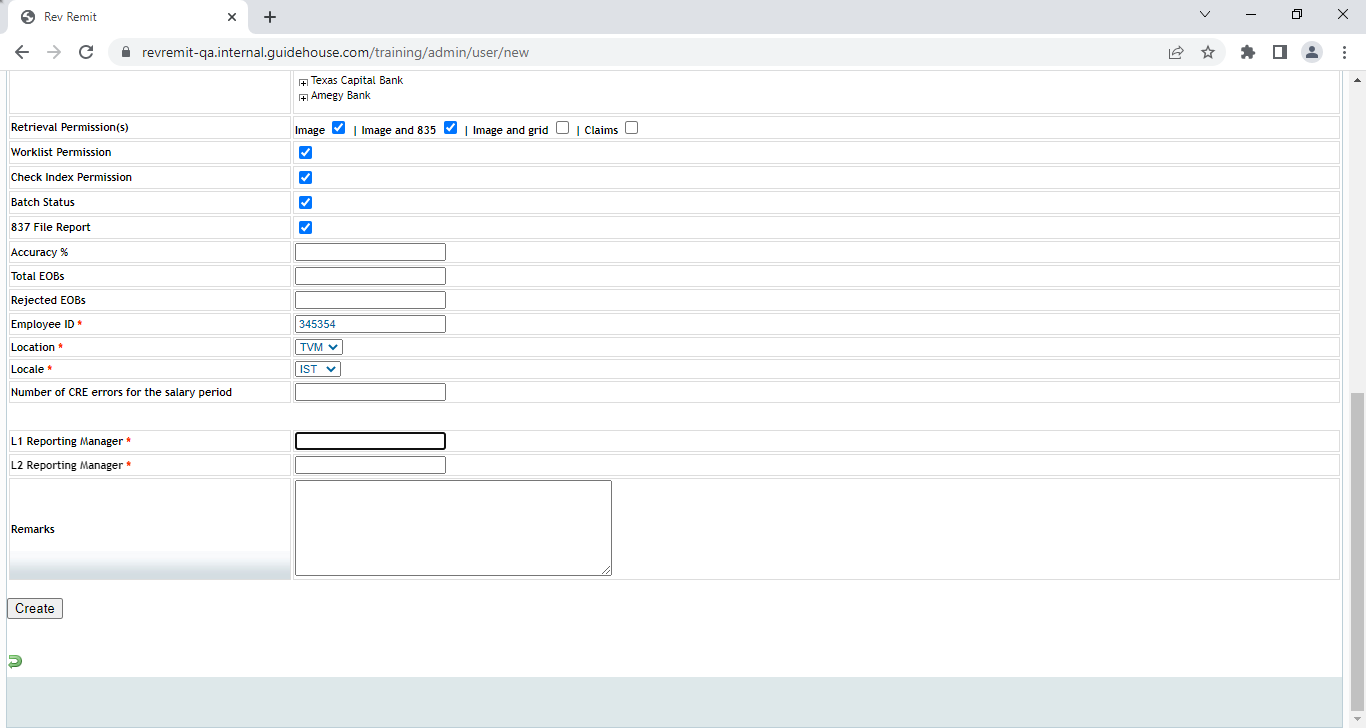 Rev Remit
revremit-qa.internal.guidehouse.com/training/admin/user/new
Texas Capital Bank
Amegy Bank
Retrieval Permission(s) Image | Image and 835 | Image and grid | Claims
Worklist Permission
Check Index Permission
Batch Status
837 File Report
Accuracy %
Total EOBs
Rejected EOBs
Employee ID * 345354
Location * TVM
Locale * IST
Number of CRE errors for the salary period
L1 Reporting Manager *
L2 Reporting Manager *
Remarks
Create